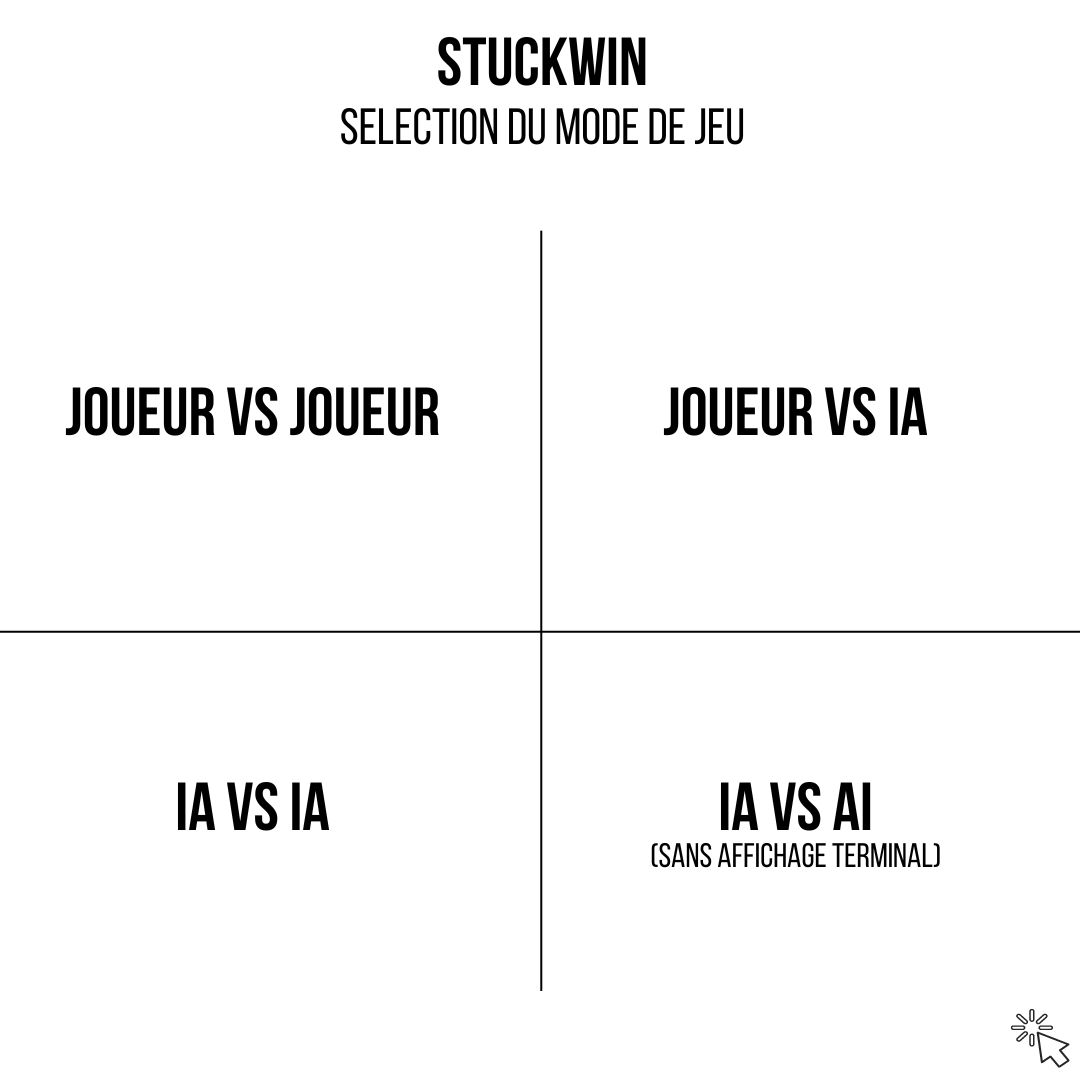 STUCKWIN
SELECTION DU MODE DE JEU
JOUEUR VS JOUEUR
JOUEUR VS IA
IA VS IA
IA VS AI
(SANS AFFICHAGE TERMINAL)